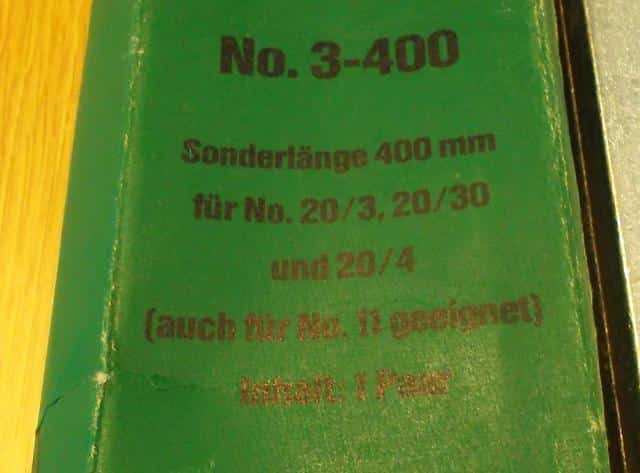 No. 3-400
Sonderlänge 400 mm
für No. 20/3, 20/30
und 20/4
(auch für No. 11 geeignet)
Inhalt: 1 Paar